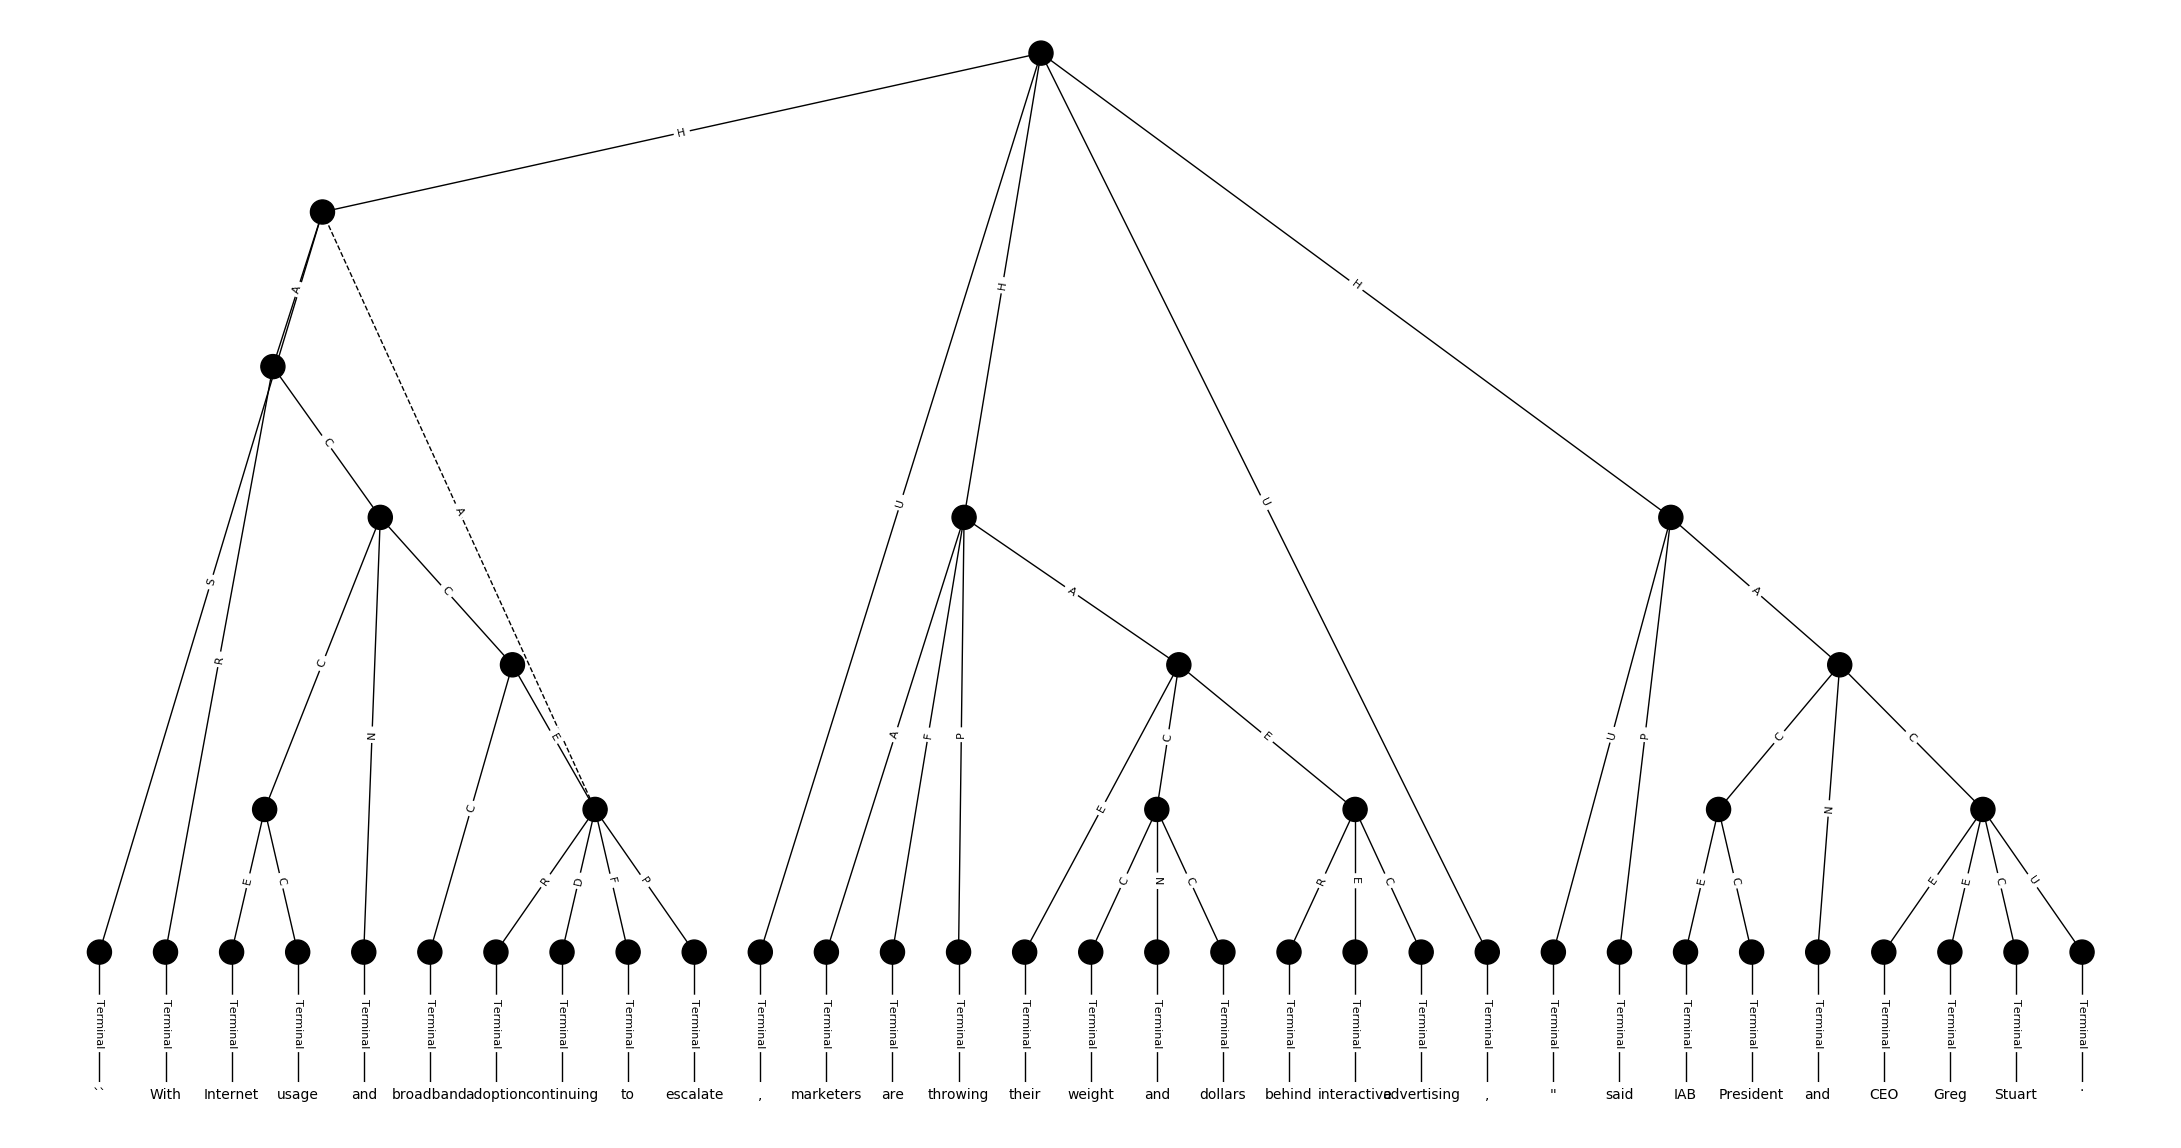 H
A
H
H
C
A
S
U
U
R
C
C
A
A
C
N
E
A
F
P
C
E
U
P
C
C
C
E
E
N
E
C
R
D
F
P
C
N
C
R
E
C
E
C
E
E
C
U
Terminal Terminal Terminal Terminal Terminal Terminal Terminal Terminal Terminal Terminal Terminal Terminal Terminal Terminal Terminal Terminal Terminal Terminal Terminal Terminal Terminal Terminal Terminal Terminal Terminal Terminal Terminal Terminal Terminal Terminal Terminal
`` With Internet usage and broadband adoption continuing to escalate , marketers are throwing their weight and dollars behind interactive advertising , " said IAB President and CEO Greg Stuart .